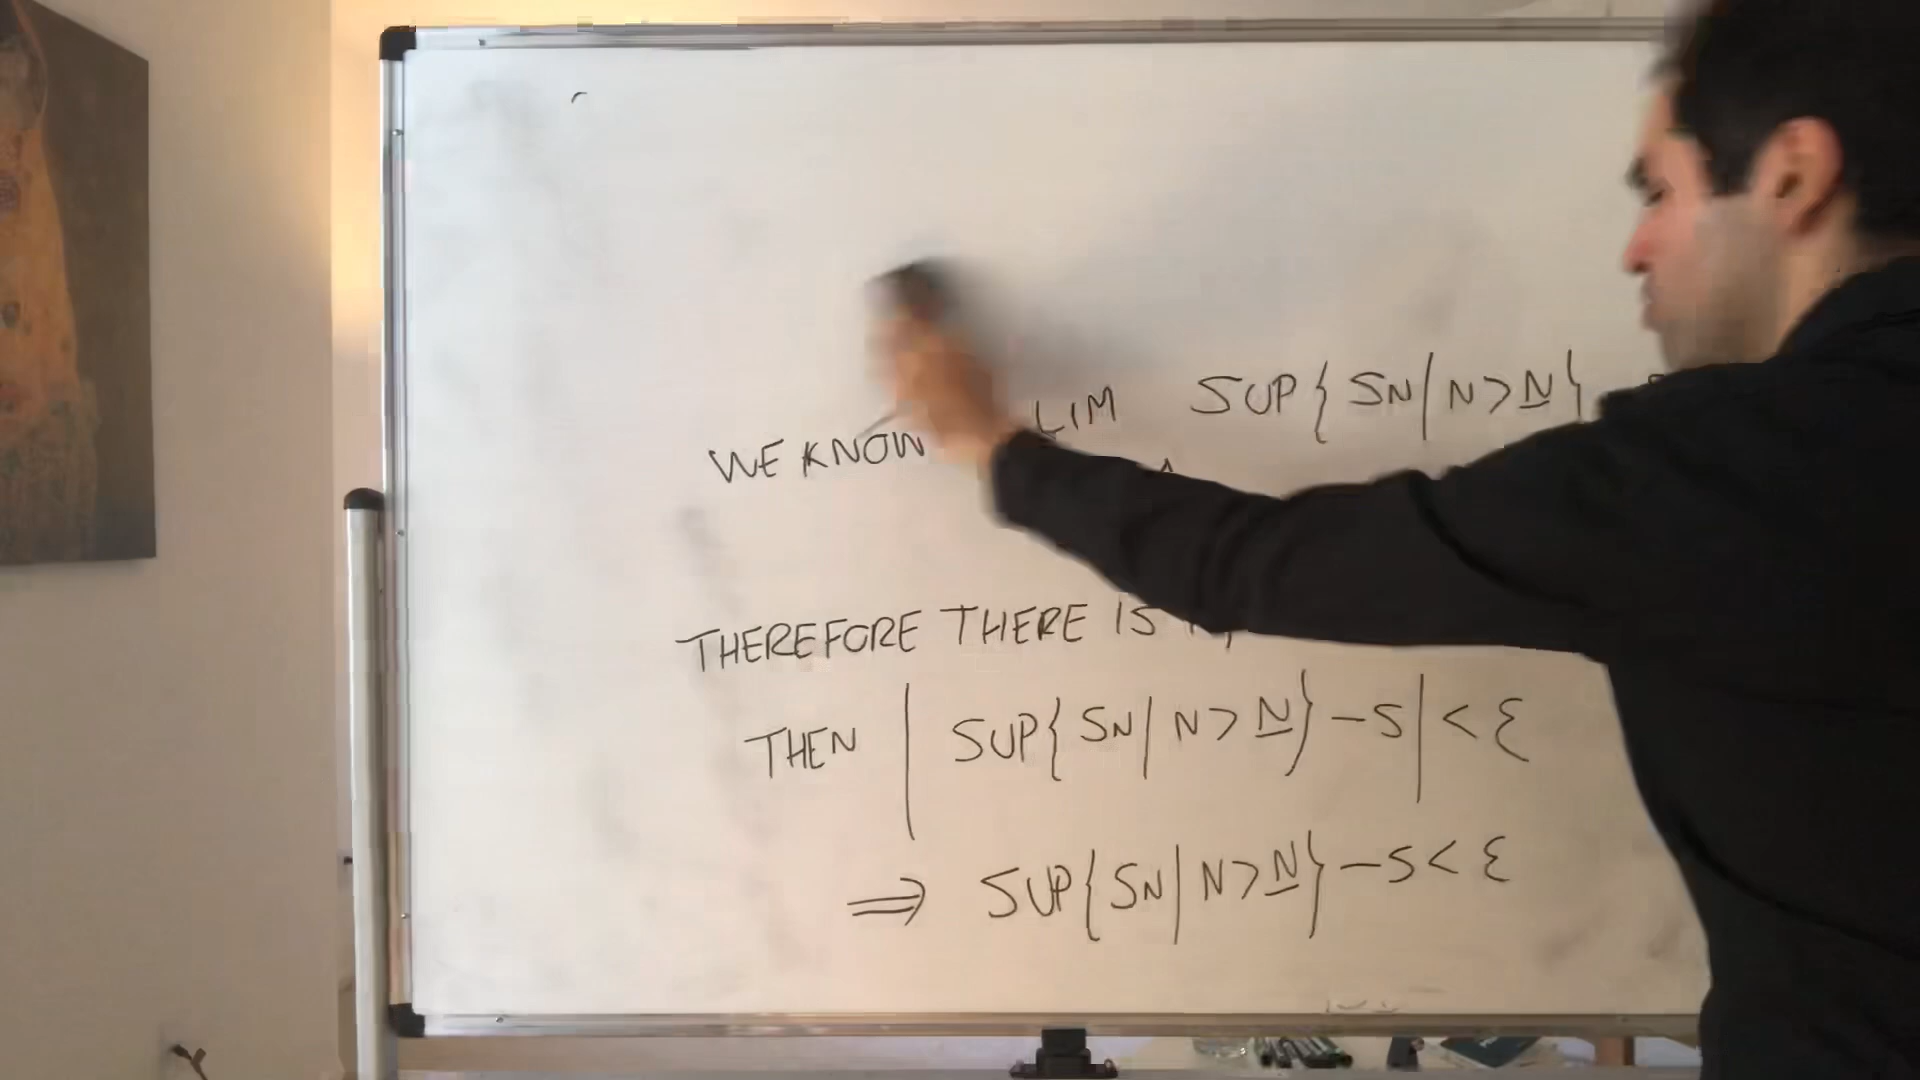 WE KNOW LIM SUP{ SN | N > N }
THEREFORE THERE IS
THEN | SUP{ SN | N > N } - S | < ε
⟹ SUP{ SN | N > N } - S < ε